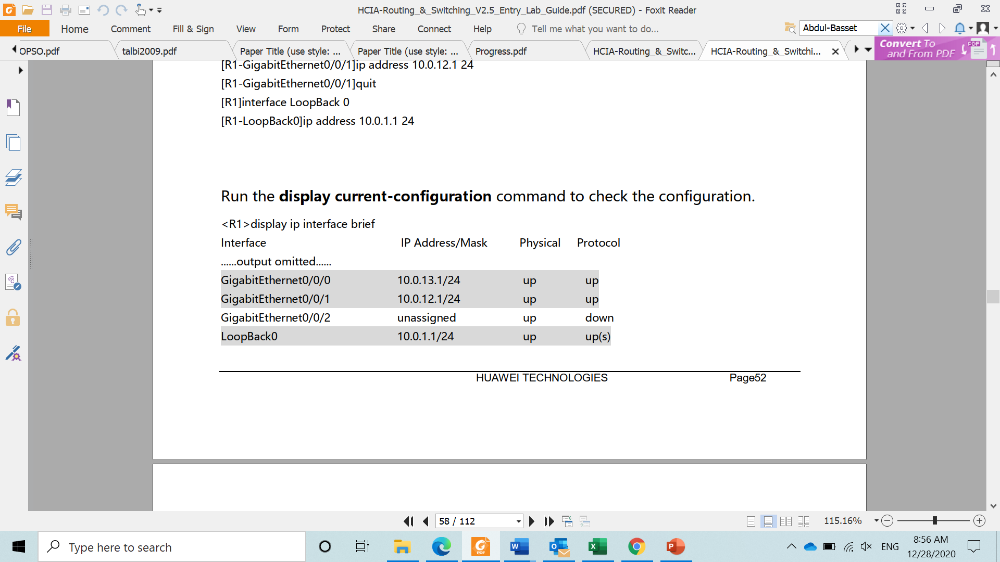 HCIA-Routing_&_Switching_V2.5_Entry_Lab_Guide.pdf (SECURED) - Foxit Reader
File Home Comment Fill & Sign View Form Protect Share Connect Help Tell me what you want to do... Abdul-Basset
OPSO.pdf talbi2009.pdf Paper Title (use style: ... Paper Title (use style: ... Progress.pdf HCIA-Routing_&_Switc... HCIA-Routing_&_Switchi...
Convert To
and From PDF
PDF
[R1-GigabitEthernet0/0/1]ip address 10.0.12.1 24
[R1-GigabitEthernet0/0/1]quit
[R1]interface LoopBack 0
[R1-LoopBack0]ip address 10.0.1.1 24
Run the display current-configuration command to check the configuration.
<R1>display ip interface brief
Interface IP Address/Mask Physical Protocol
......output omitted......
GigabitEthernet0/0/0 10.0.13.1/24 up up
GigabitEthernet0/0/1 10.0.12.1/24 up up
GigabitEthernet0/0/2 unassigned up down
LoopBack0 10.0.1.1/24 up up(s)
HUAWEI TECHNOLOGIES Page52
58 / 112 115.16%
Type here to search
PDF
W
O
X
P
ENG
8:56 AM
12/28/2020